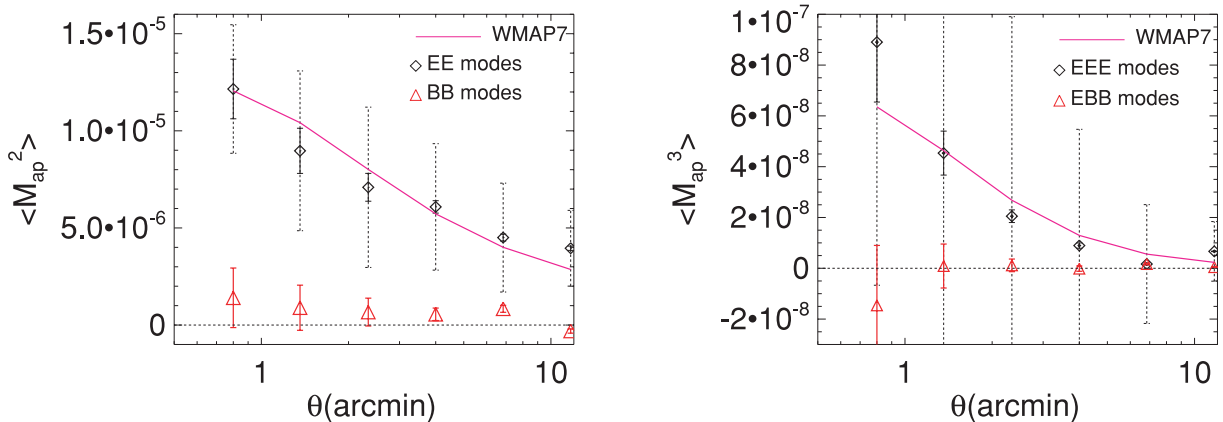 1.5•10⁻⁵
1.0•10⁻⁵
5.0•10⁻⁶
0
<Mₐₚ²>
WMAP7
EE modes
BB modes
1
10
θ(arcmin)
1•10⁻⁷
8•10⁻⁸
6•10⁻⁸
4•10⁻⁸
2•10⁻⁸
0
-2•10⁻⁸
<Mₐₚ³>
WMAP7
EEE modes
EBB modes
1
10
θ(arcmin)